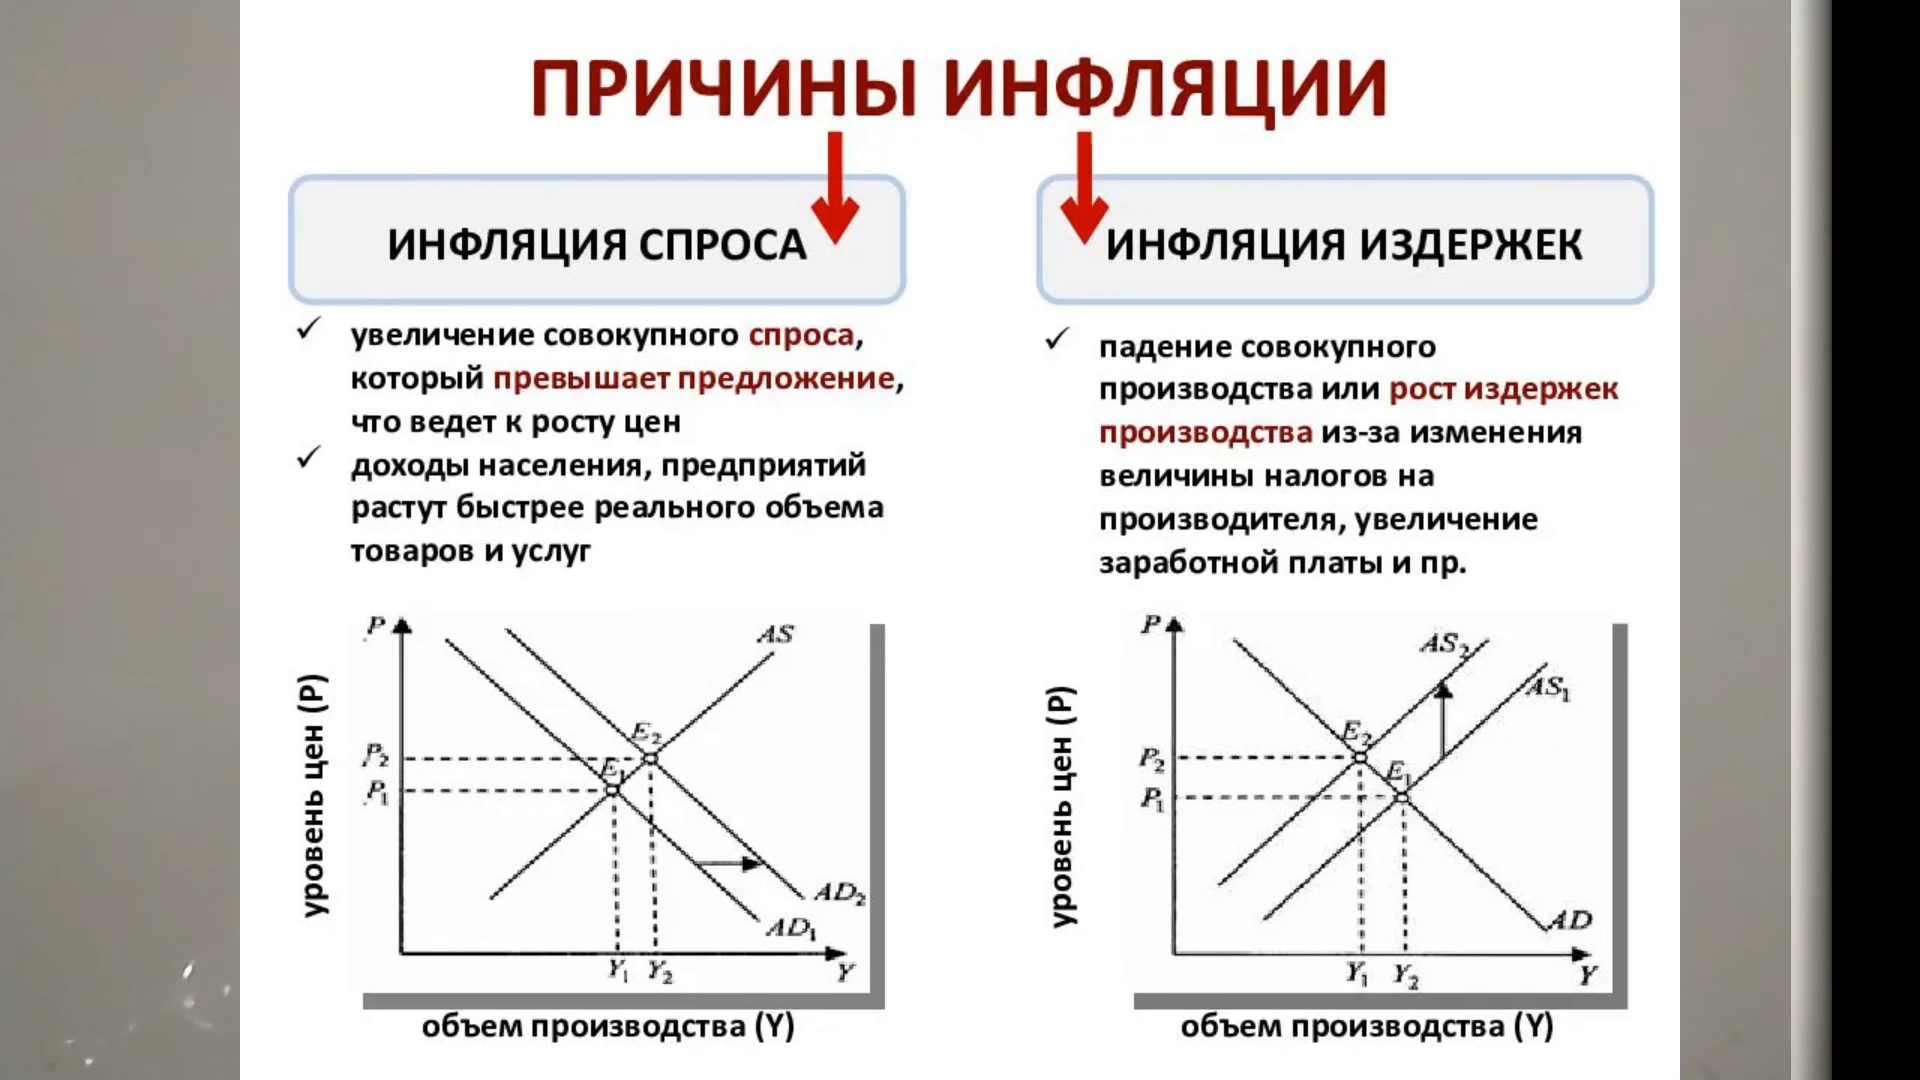 ПРИЧИНЫ ИНФЛЯЦИИ
ИНФЛЯЦИЯ СПРОСА
увеличение совокупного спроса,
который превышает предложение,
что ведет к росту цен
доходы населения, предприятий
растут быстрее реального объема
товаров и услуг
P
AS
E2
P2
E1
P1
AD2
AD1
Y1 Y2
Y
уровень цен (P)
объем производства (Y)
ИНФЛЯЦИЯ ИЗДЕРЖЕК
падение совокупного
производства или рост издержек
производства из-за изменения
величины налогов на
производителя, увеличение
заработной платы и пр.
P
AS2
AS1
E2
P2
E1
P1
AD
Y1 Y2
Y
уровень цен (P)
объем производства (Y)